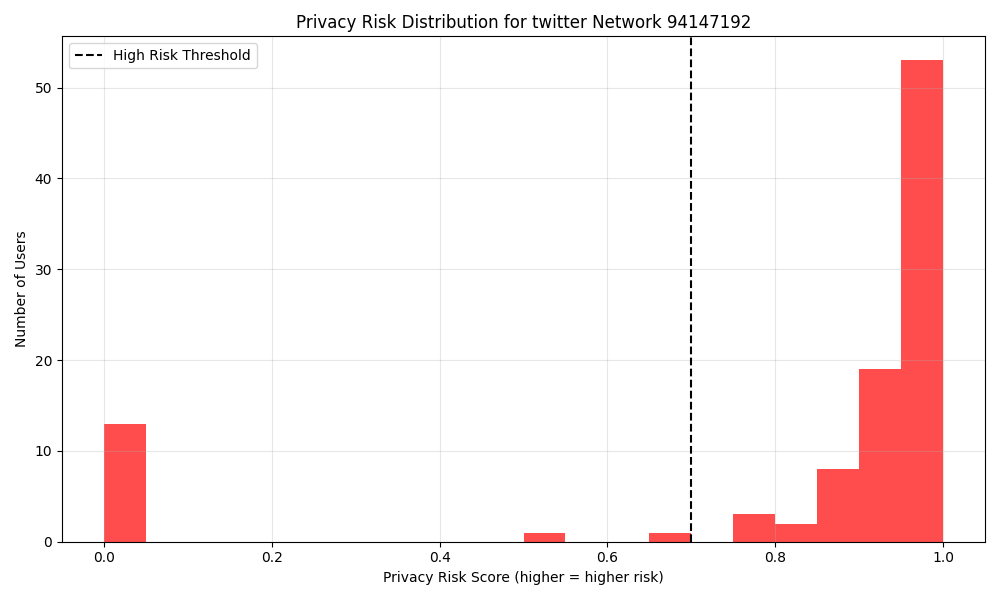 Privacy Risk Distribution for twitter Network 94147192
High Risk Threshold
Number of Users
50
40
30
20
10
0
0.0 0.2 0.4 0.6 0.8 1.0
Privacy Risk Score (higher = higher risk)